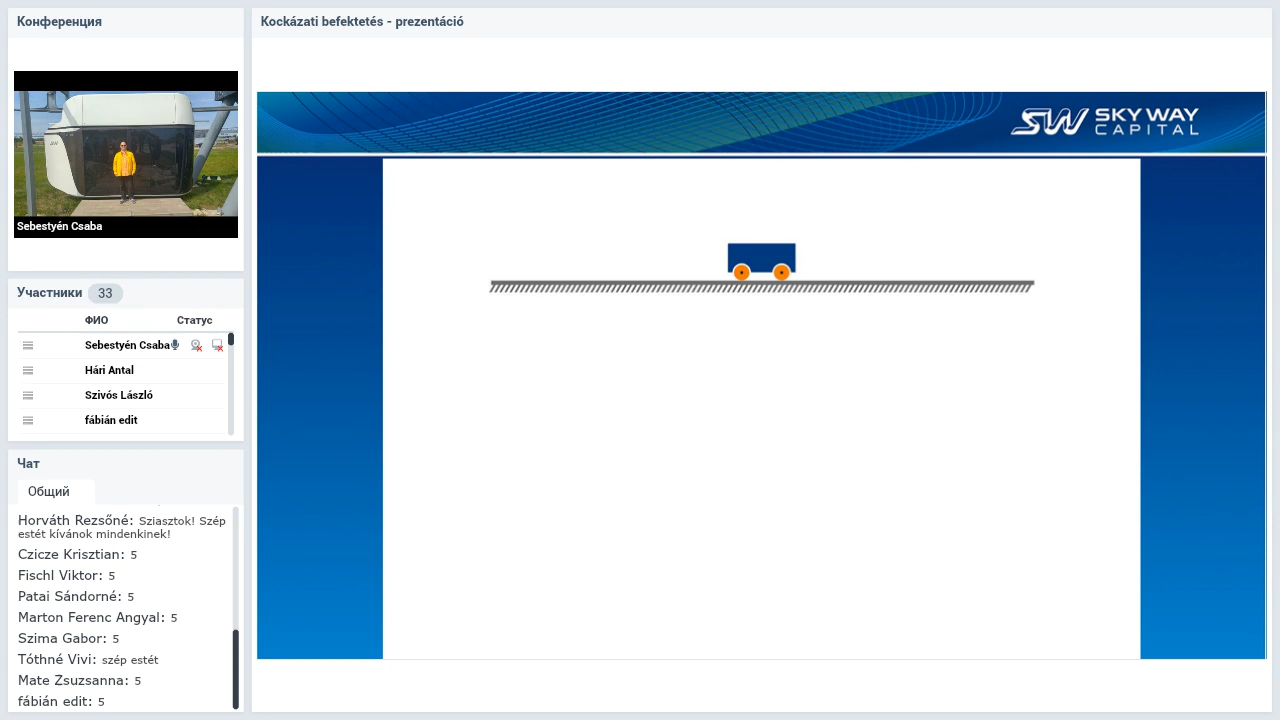 Конференция
Sebestyén Csaba
Участники 33
ФИО Статус
Sebestyén Csaba
Hári Antal
Szivós László
fábián edit
Чат
Общий
Horváth Rezsőné: Sziasztok! Szép
estét kívánok mindenkinek!
Czicze Krisztian: 5
Fischl Viktor: 5
Patai Sándorné: 5
Marton Ferenc Angyal: 5
Szima Gabor: 5
Tóthné Vivi: szép estét
Mate Zsuzsanna: 5
fábián edit: 5
Kockázati befektetés - prezentáció
SW SKY WAY
CAPITAL